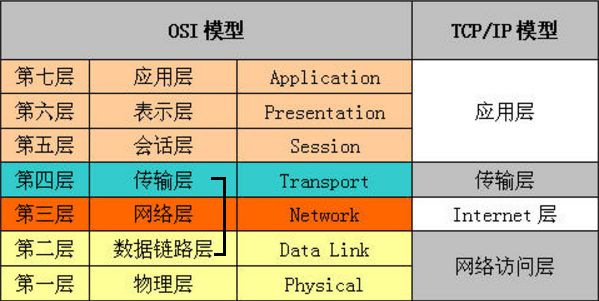 OSI 模型 TCP/IP 模型
第七层 应用层 Application
第六层 表示层 Presentation 应用层
第五层 会话层 Session
第四层 传输层 Transport 传输层
第三层 网络层 Network Internet 层
第二层 数据链路层 Data Link
网络访问层
第一层 物理层 Physical